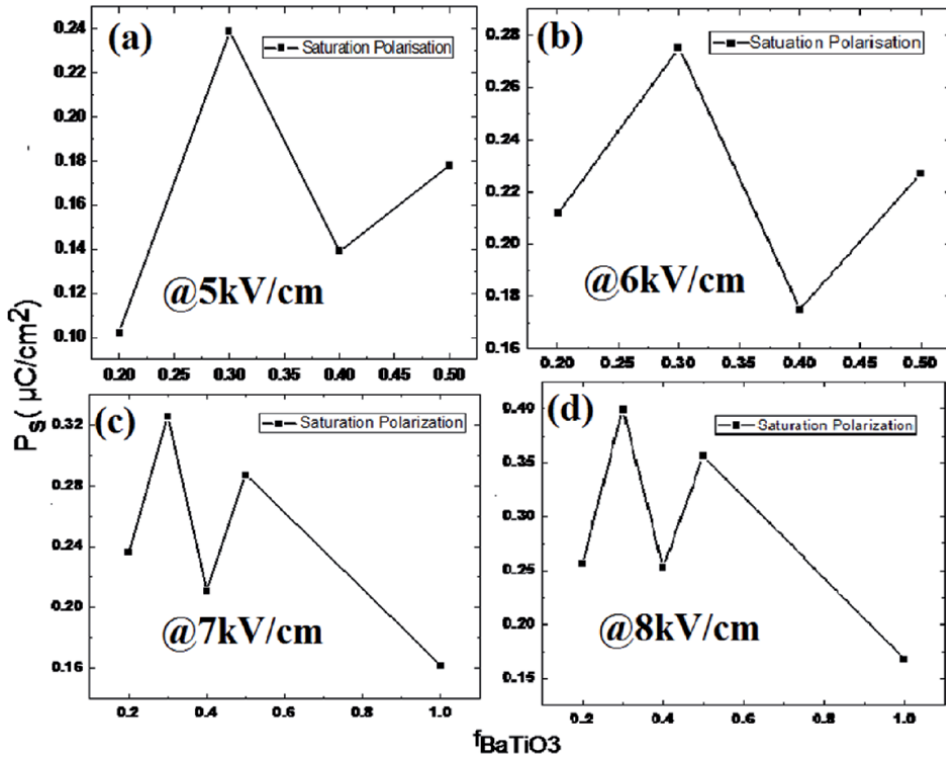 (a)
Saturation Polarisation
0.24
0.22
0.20
0.18
0.16
0.14
0.12
0.10
@5kV/cm
0.20 0.25 0.30 0.35 0.40 0.45 0.50
(b)
Satuation Polarisation
0.28
0.26
0.24
0.22
0.20
0.18
0.16
@6kV/cm
0.20 0.25 0.30 0.35 0.40 0.45 0.50
Ps( μC/cm2)
(c)
Saturation Polarization
0.32
0.28
0.24
0.20
0.16
@7kV/cm
0.2 0.4 0.6 0.8 1.0
(d)
Saturation Polarization
0.40
0.35
0.30
0.25
0.20
0.15
@8kV/cm
0.2 0.4 0.6 0.8 1.0
fBaTiO3